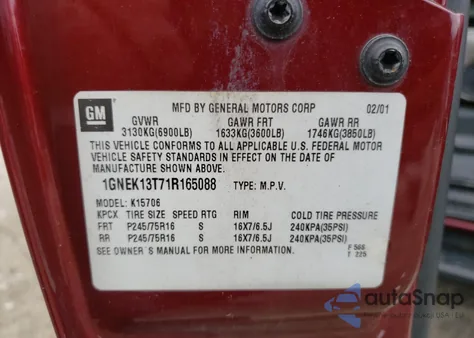 GM
MFD BY GENERAL MOTORS CORP 02/01
GVWR GAWR FRT GAWR RR
3130KG(6900LB) 1633KG(3600LB) 1746KG(3850LB)
THIS VEHICLE CONFORMS TO ALL APPLICABLE U.S. FEDERAL MOTOR
VEHICLE SAFETY STANDARDS IN EFFECT ON THE DATE OF
MANUFACTURE SHOWN ABOVE.
1GNEK13T71R165088 TYPE: M.P.V.
MODEL: K15706
KPCX TIRE SIZE SPEED RTG RIM COLD TIRE PRESSURE
FRT P245/75R16 S 16X7/6.5J 240KPA(35PSI)
RR P245/75R16 S 16X7/6.5J 240KPA(35PSI)
SEE OWNER'S MANUAL FOR MORE INFORMATION.
F 566
T 225
autoSnap